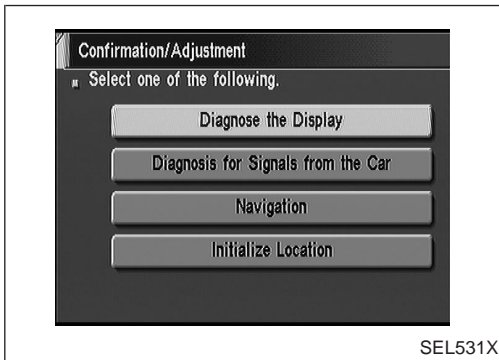 Confirmation/Adjustment
Select one of the following.
Diagnose the Display
Diagnosis for Signals from the Car
Navigation
Initialize Location
SEL531X